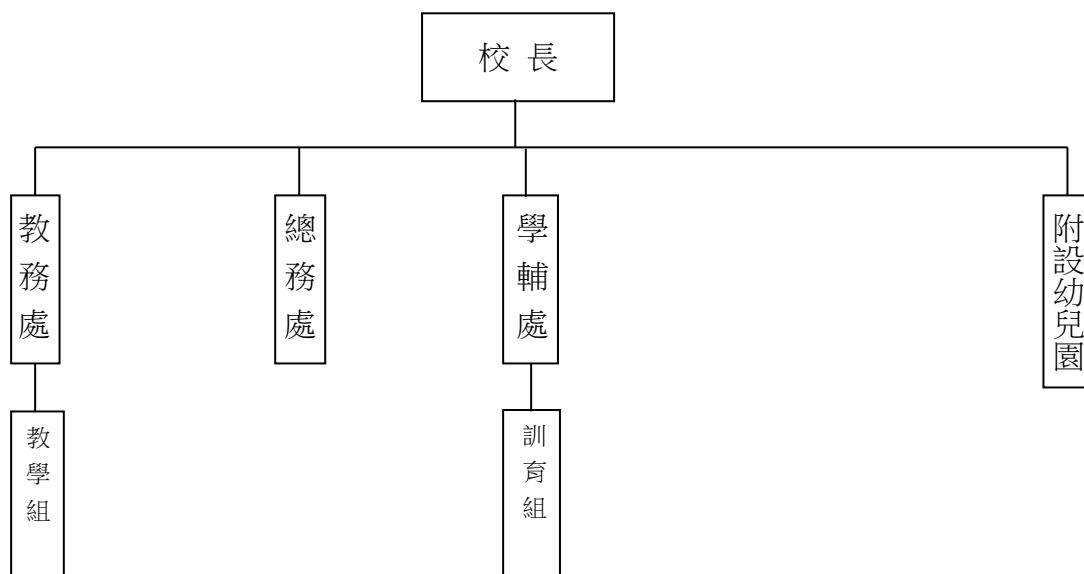 校長
教務處
總務處
學輔處
附設幼兒園
教學組
訓育組